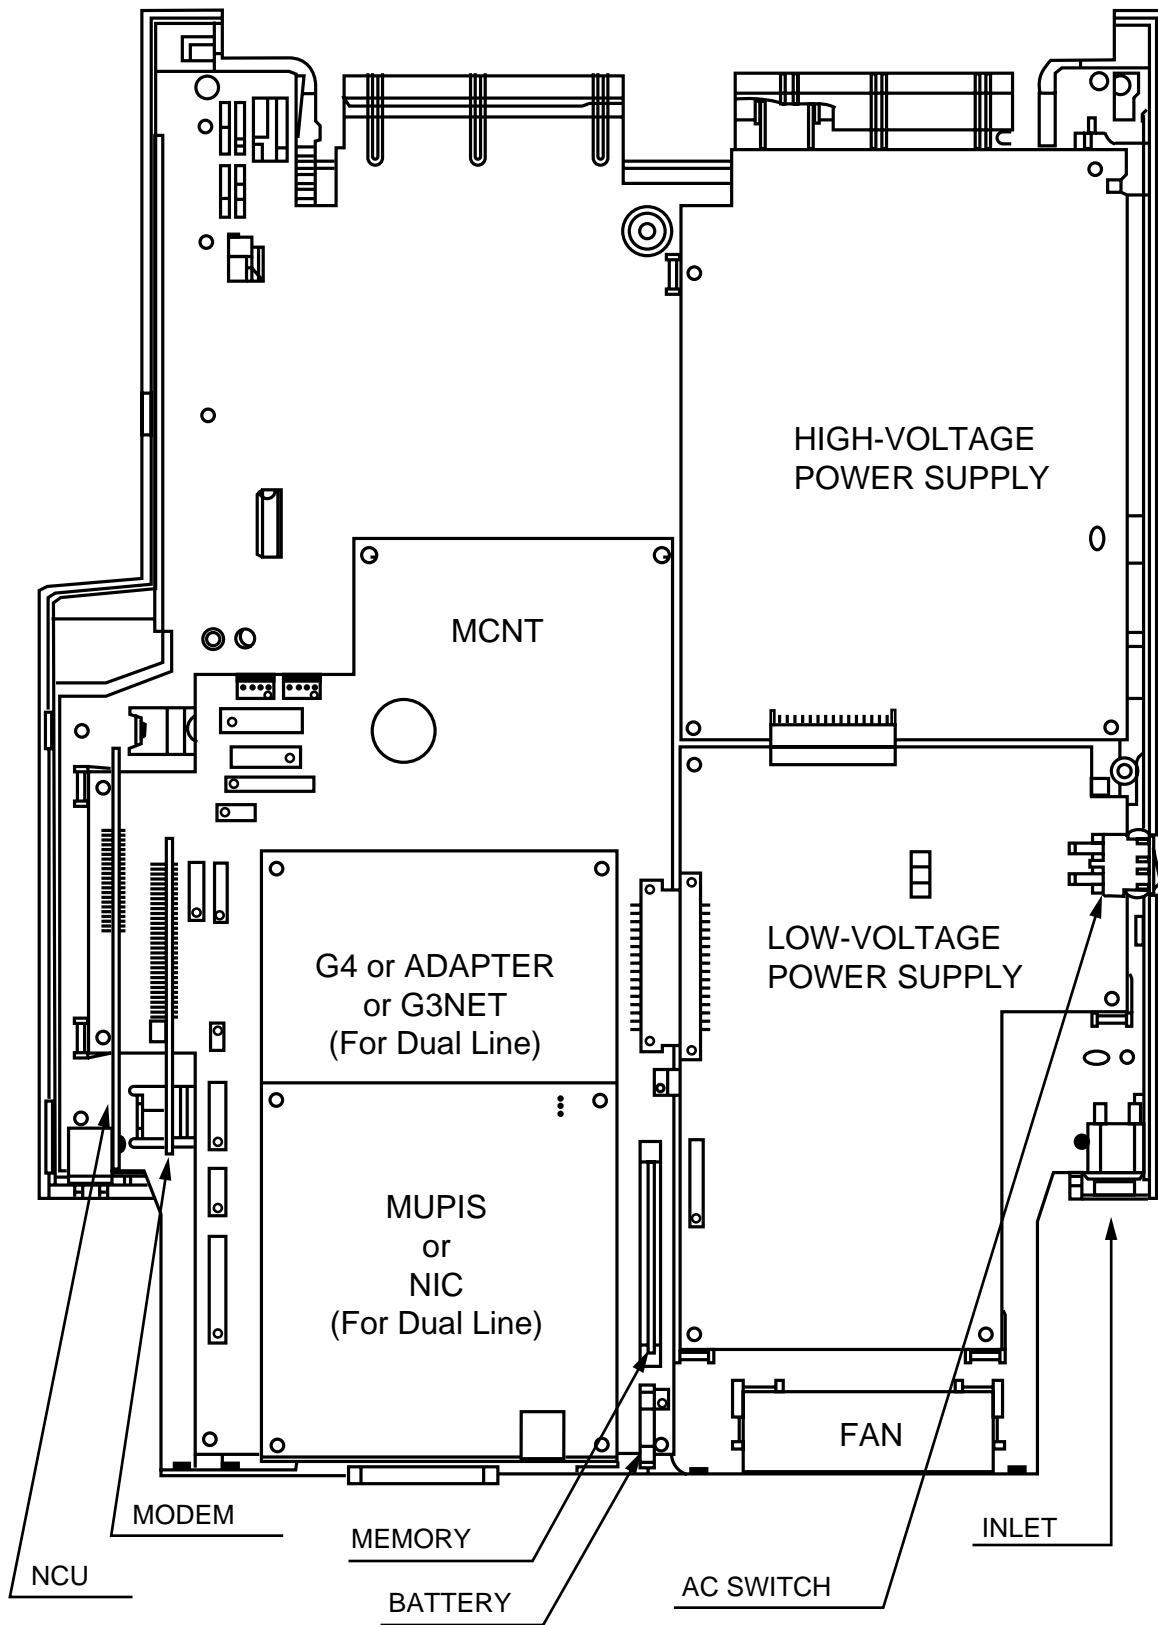 HIGH-VOLTAGE
POWER SUPPLY
MCNT
G4 or ADAPTER
or G3NET
(For Dual Line)
LOW-VOLTAGE
POWER SUPPLY
MUPIS
or
NIC
(For Dual Line)
FAN
MODEM
MEMORY
INLET
NCU
BATTERY
AC SWITCH